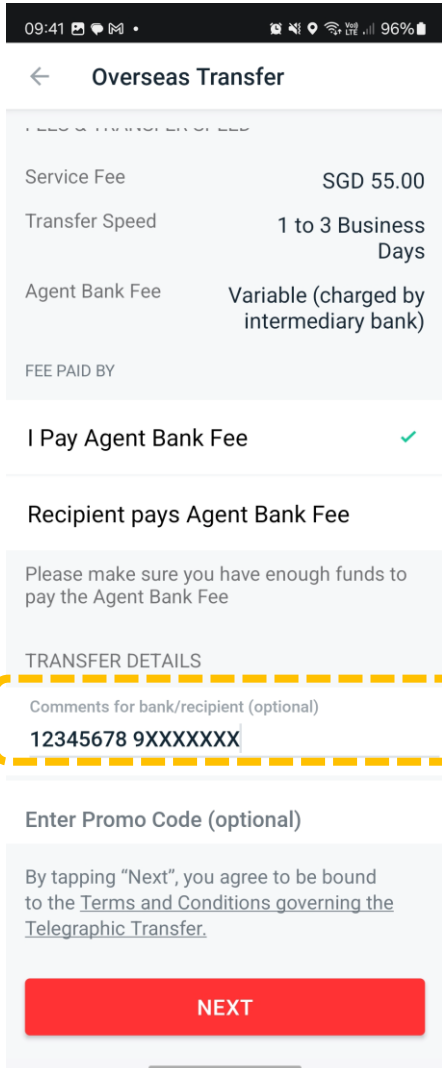 09:41
96%
Overseas Transfer
FEES & TRANSFER SPEED
Service Fee
SGD 55.00
Transfer Speed
1 to 3 Business
Days
Agent Bank Fee
Variable (charged by
intermediary bank)
FEE PAID BY
I Pay Agent Bank Fee
Recipient pays Agent Bank Fee
Please make sure you have enough funds to
pay the Agent Bank Fee
TRANSFER DETAILS
Comments for bank/recipient (optional)
12345678 9XXXXXXX
Enter Promo Code (optional)
By tapping “Next”, you agree to be bound
to the Terms and Conditions governing the
Telegraphic Transfer.
NEXT